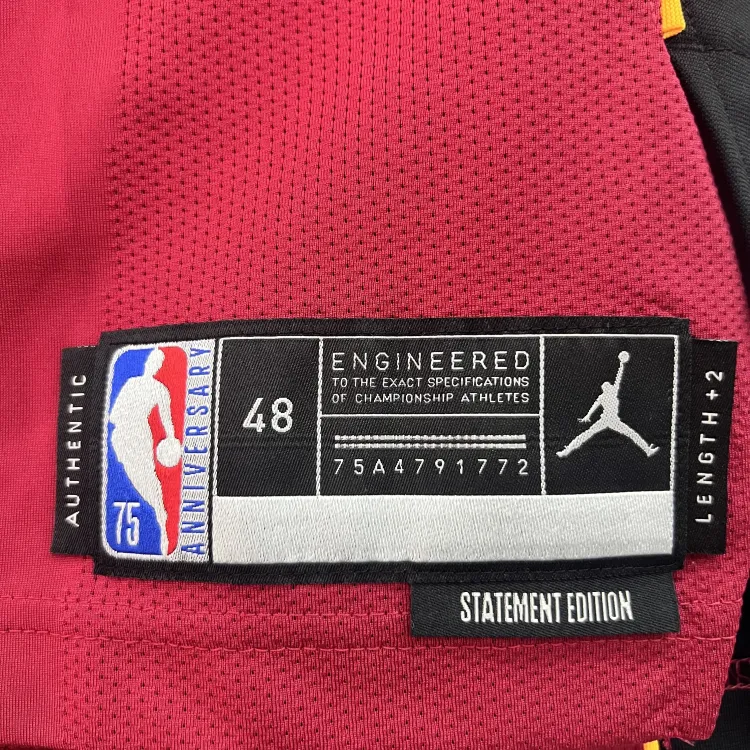 AUTHENTIC
75
ANNIVERSARY
48
ENGINEERED
TO THE EXACT SPECIFICATIONS
OF CHAMPIONSHIP ATHLETES
75A4791772
LENGTH +2
STATEMENT EDITION